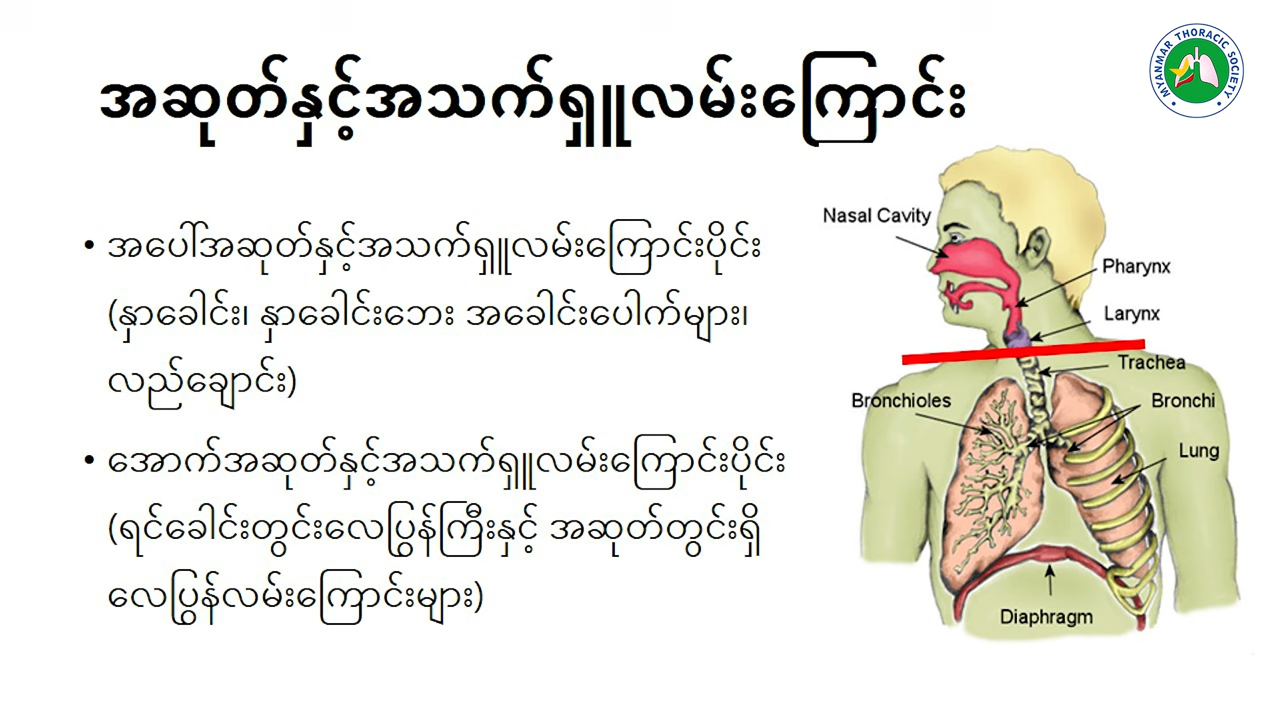 အဆုတ်နှင့်အသက်ရှူလမ်းကြောင်း
MYANMAR THORACIC SOCIETY
• အပေါ်အဆုတ်နှင့်အသက်ရှူလမ်းကြောင်းပိုင်း
(နှာခေါင်း၊ နှာခေါင်းဘေး အခေါင်းပေါက်များ၊
လည်ချောင်း)
• အောက်အဆုတ်နှင့်အသက်ရှူလမ်းကြောင်းပိုင်း
(ရင်ခေါင်းတွင်းလေပြွန်ကြီးနှင့် အဆုတ်တွင်းရှိ
လေပြွန်လမ်းကြောင်းများ)
Nasal Cavity
Pharynx
Larynx
Trachea
Bronchioles
Bronchi
Lung
Diaphragm